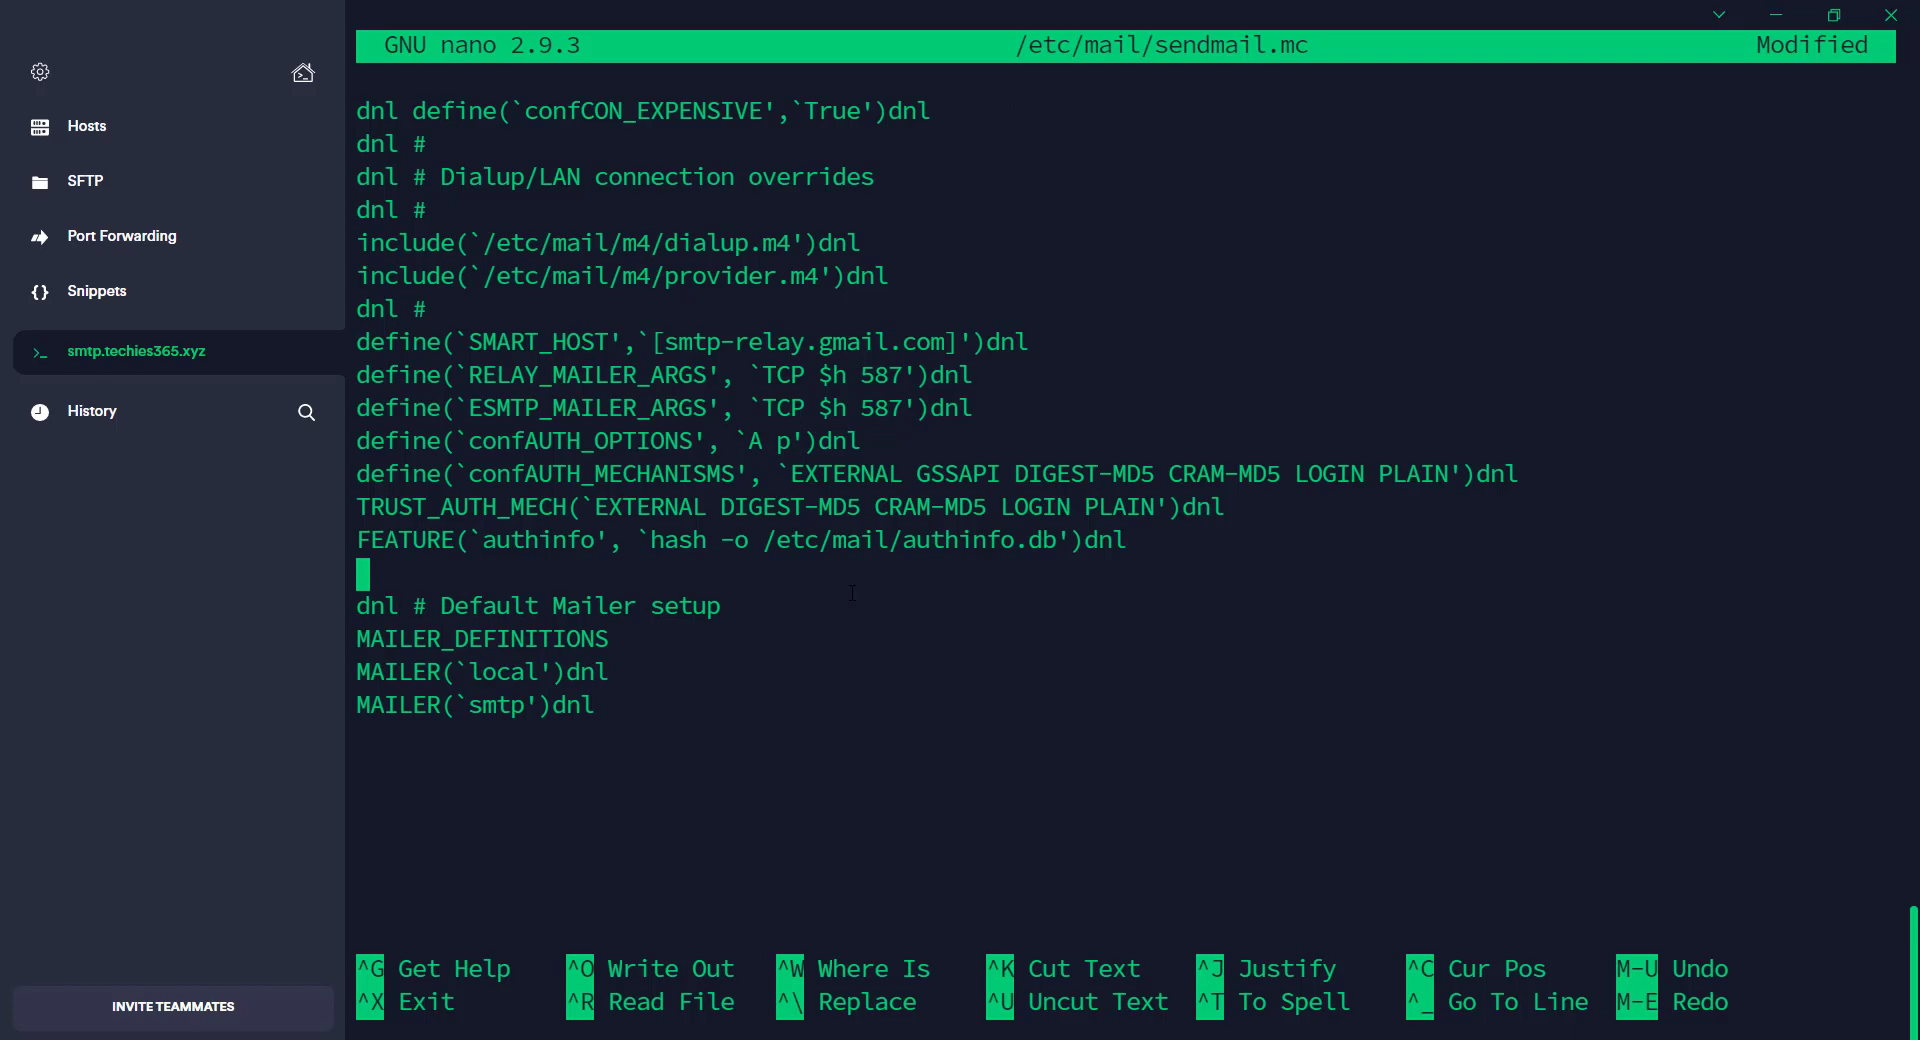 GNU nano 2.9.3 /etc/mail/sendmail.mc Modified
Hosts
SFTP
Port Forwarding
Snippets
smtp.techies365.xyz
History
INVITE TEAMMATES
dnl define(`confCON_EXPENSIVE',`True')dnl
dnl #
dnl # Dialup/LAN connection overrides
dnl #
include(`/etc/mail/m4/dialup.m4')dnl
include(`/etc/mail/m4/provider.m4')dnl
dnl #
define(`SMART_HOST',`[smtp-relay.gmail.com]')dnl
define(`RELAY_MAILER_ARGS', `TCP $h 587')dnl
define(`ESMTP_MAILER_ARGS', `TCP $h 587')dnl
define(`confAUTH_OPTIONS', `A p')dnl
define(`confAUTH_MECHANISMS', `EXTERNAL GSSAPI DIGEST-MD5 CRAM-MD5 LOGIN PLAIN')dnl
TRUST_AUTH_MECH(`EXTERNAL DIGEST-MD5 CRAM-MD5 LOGIN PLAIN')dnl
FEATURE(`authinfo', `hash -o /etc/mail/authinfo.db')dnl
dnl # Default Mailer setup
MAILER_DEFINITIONS
MAILER(`local')dnl
MAILER(`smtp')dnl
^G Get Help ^O Write Out ^W Where Is ^K Cut Text ^J Justify ^C Cur Pos M-U Undo
^X Exit ^R Read File ^\ Replace ^U Uncut Text ^T To Spell ^_ Go To Line M-E Redo